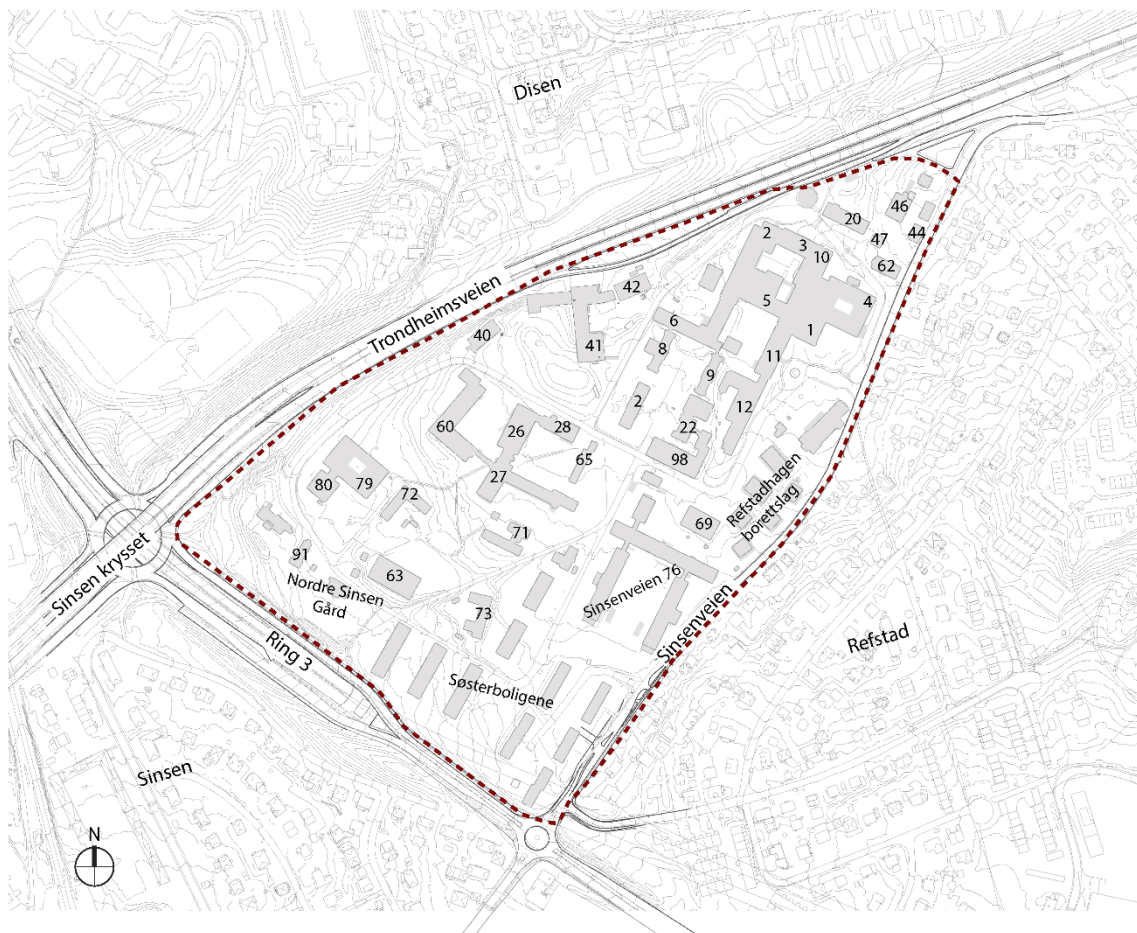 Disen
Trondheimsveien
46
20
44
47
2
3
10
62
42
5
4
6
40
41
1
8
11
9
2
12
22
60
26
28
98
65
27
80
79
72
69
Refstadhagen
borettslag
71
91
63
Nordre Sinsen
Gård
Sinsenveien 76
73
Sinsen krysset
Ring 3
Sinsenveien
Refstad
Søsterboligene
Sinsen
N